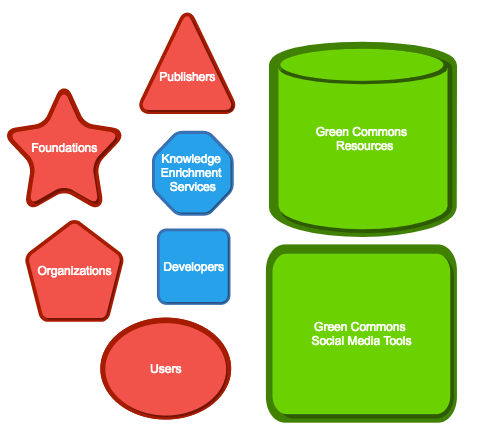 Publishers
Foundations
Knowledge
Enrichment
Services
Organizations
Developers
Users
Green Commons
Resources
Green Commons
Social Media Tools